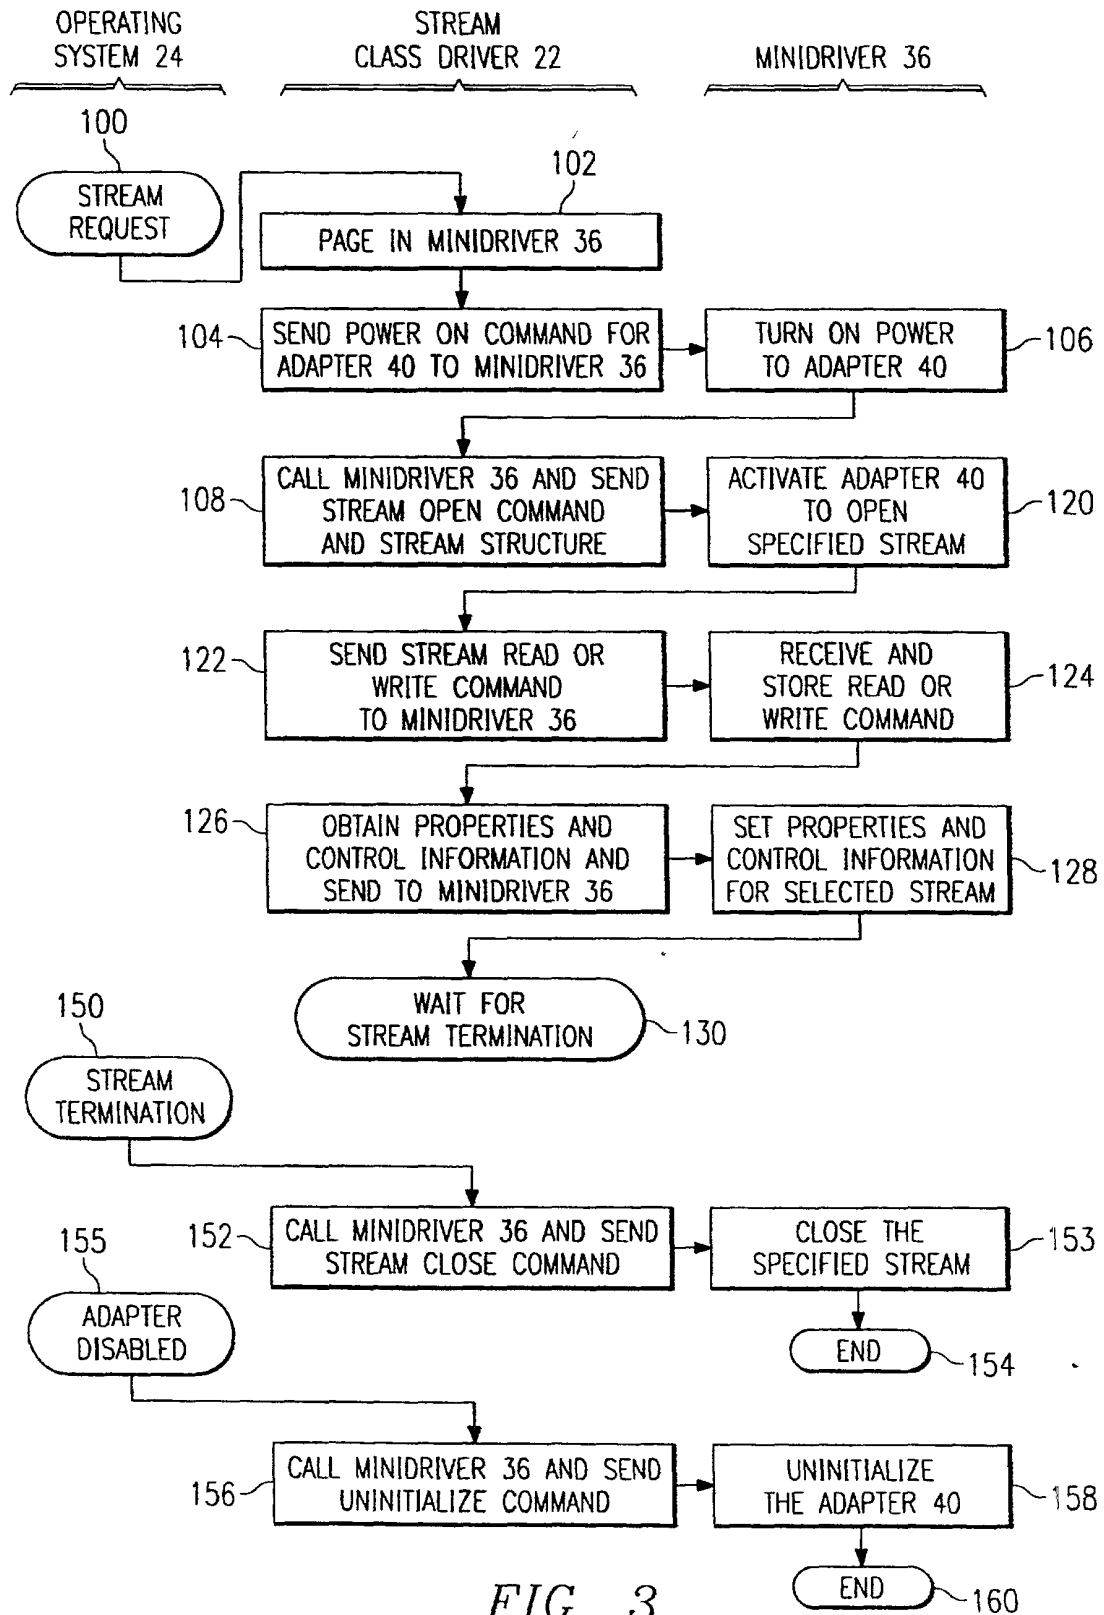 OPERATING
SYSTEM 24
STREAM
CLASS DRIVER 22
MINIDRIVER 36
100
STREAM
REQUEST
102
PAGE IN MINIDRIVER 36
104
SEND POWER ON COMMAND FOR
ADAPTER 40 TO MINIDRIVER 36
TURN ON POWER
TO ADAPTER 40
106
108
CALL MINIDRIVER 36 AND SEND
STREAM OPEN COMMAND
AND STREAM STRUCTURE
ACTIVATE ADAPTER 40
TO OPEN
SPECIFIED STREAM
120
122
SEND STREAM READ OR
WRITE COMMAND
TO MINIDRIVER 36
RECEIVE AND
STORE READ OR
WRITE COMMAND
124
126
OBTAIN PROPERTIES AND
CONTROL INFORMATION AND
SEND TO MINIDRIVER 36
SET PROPERTIES AND
CONTROL INFORMATION
FOR SELECTED STREAM
128
WAIT FOR
STREAM TERMINATION
130
150
STREAM
TERMINATION
152
CALL MINIDRIVER 36 AND SEND
STREAM CLOSE COMMAND
CLOSE THE
SPECIFIED STREAM
153
END
154
155
ADAPTER
DISABLED
156
CALL MINIDRIVER 36 AND SEND
UNINITIALIZE COMMAND
UNINITIALIZE
THE ADAPTER 40
158
END
160
FIG. 3